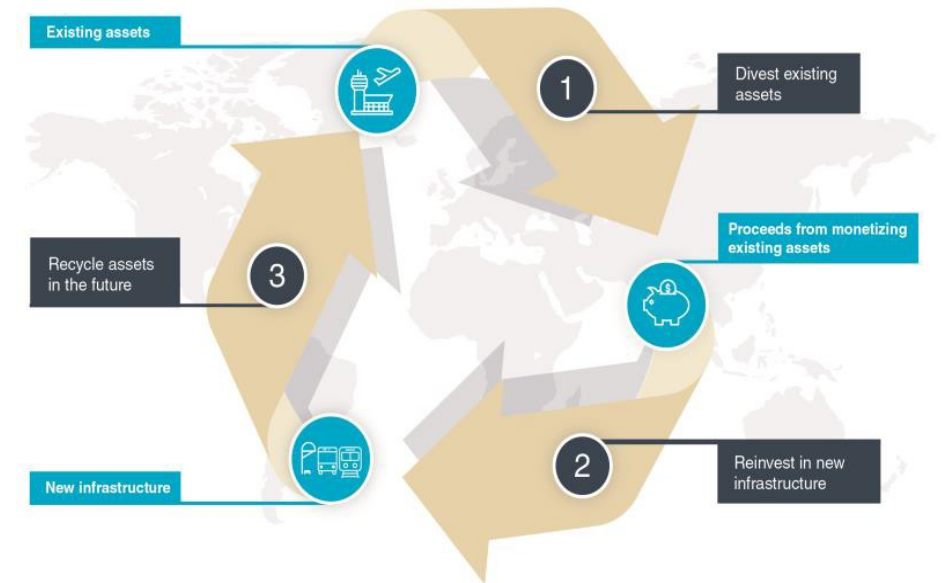 Existing assets
1
Divest existing
assets
Proceeds from monetizing
existing assets
$
2
Reinvest in new
infrastructure
New infrastructure
3
Recycle assets
in the future